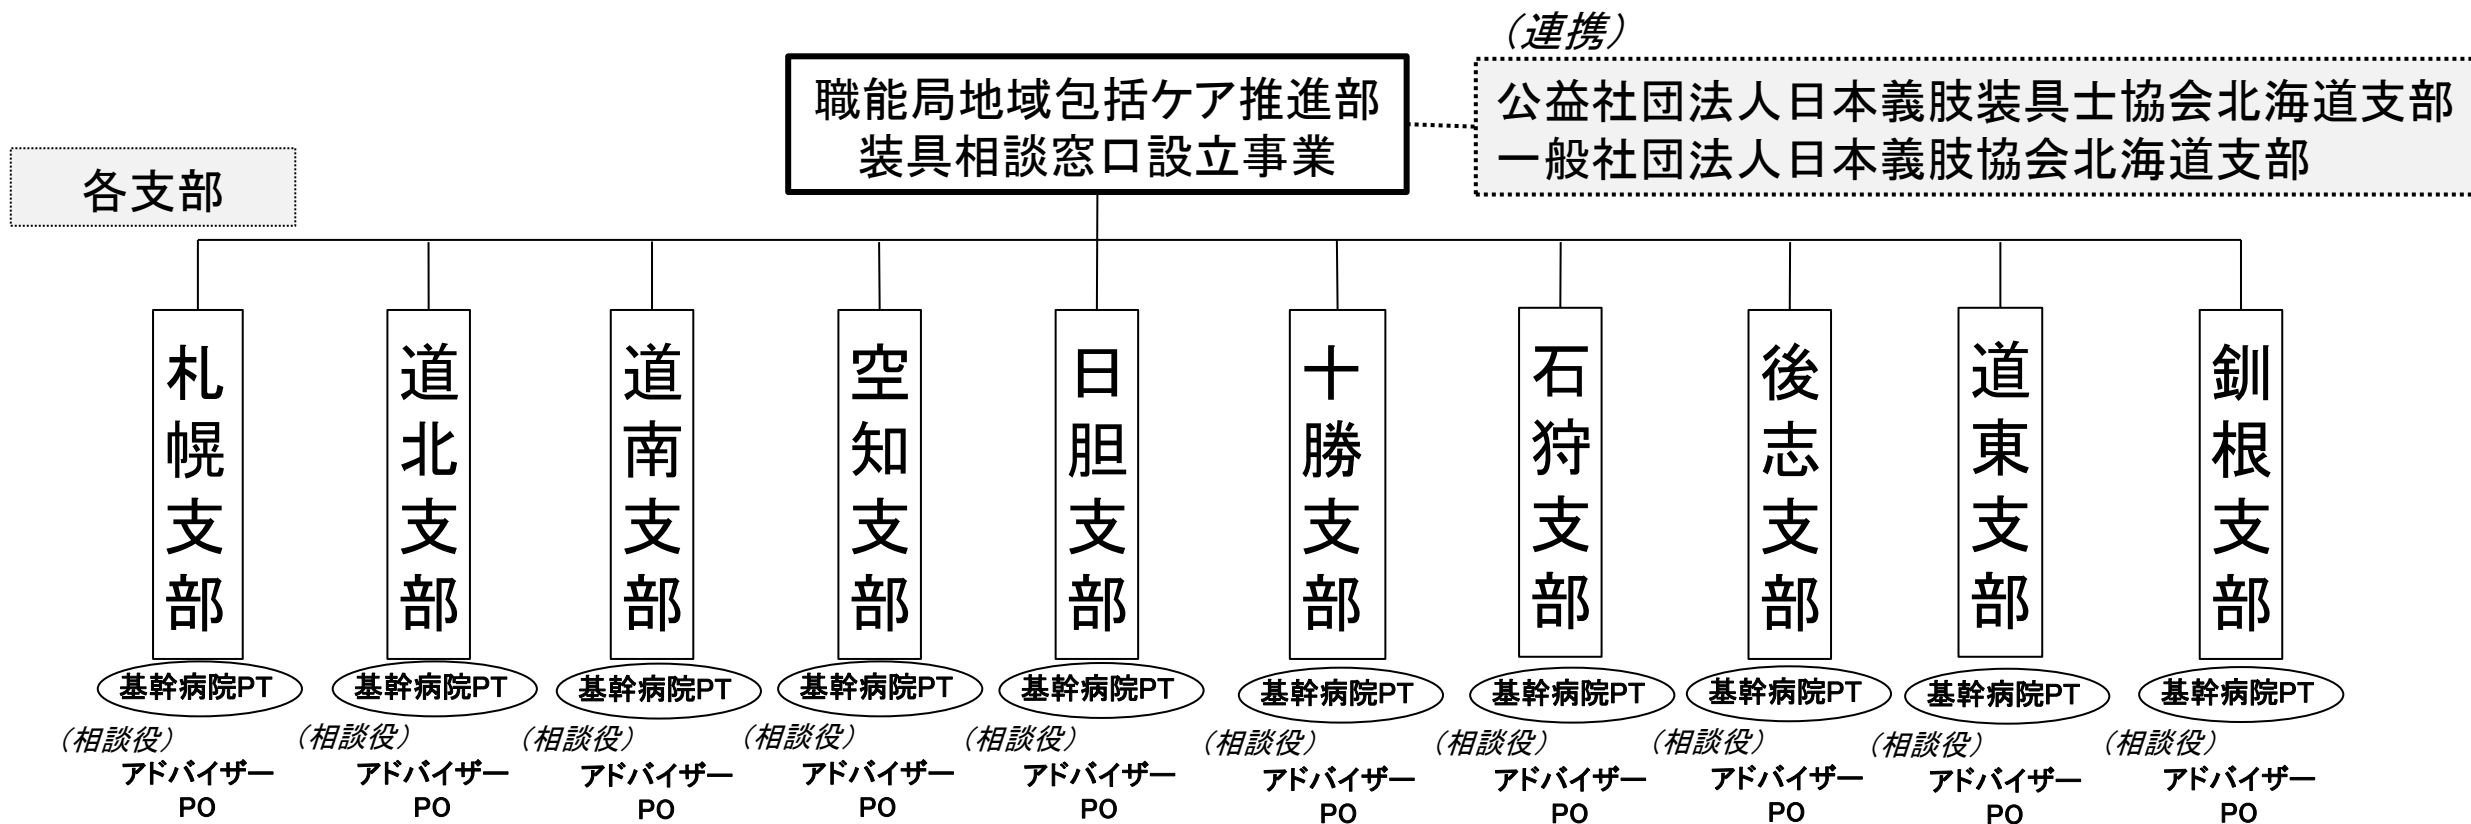 （連携）
職能局地域包括ケア推進部
装具相談窓口設立事業
公益社団法人日本義肢装具士協会北海道支部
一般社団法人日本義肢協会北海道支部
各支部
札幌支部
基幹病院PT
（相談役）
アドバイザー
PO
道北支部
基幹病院PT
（相談役）
アドバイザー
PO
道南支部
基幹病院PT
（相談役）
アドバイザー
PO
空知支部
基幹病院PT
（相談役）
アドバイザー
PO
日胆支部
基幹病院PT
（相談役）
アドバイザー
PO
十勝支部
基幹病院PT
（相談役）
アドバイザー
PO
石狩支部
基幹病院PT
（相談役）
アドバイザー
PO
後志支部
基幹病院PT
（相談役）
アドバイザー
PO
道東支部
基幹病院PT
（相談役）
アドバイザー
PO
釧根支部
基幹病院PT
（相談役）
アドバイザー
PO